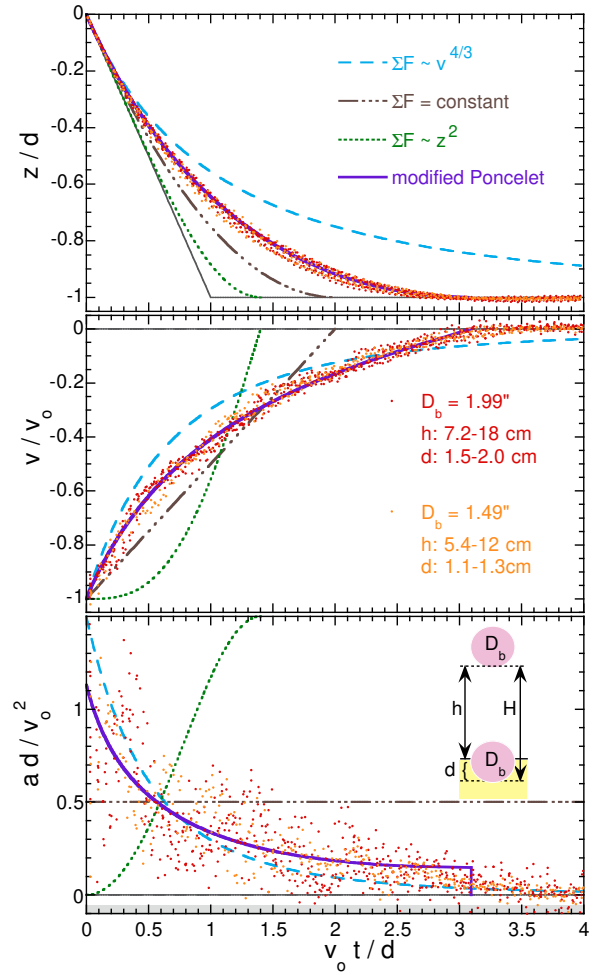 0
-0.2
-0.4
-0.6
-0.8
-1
z / d
ΣF ~ v^4/3
ΣF = constant
ΣF ~ z^2
modified Poncelet
0
-0.2
-0.4
-0.6
-0.8
-1
v / v_o
D_b = 1.99"
h: 7.2-18 cm
d: 1.5-2.0 cm
D_b = 1.49"
h: 5.4-12 cm
d: 1.1-1.3cm
1
0.5
0
a d / v_o^2
D_b
h
H
d {
D_b
0
0.5
1
1.5
2
2.5
3
3.5
4
v_o t / d